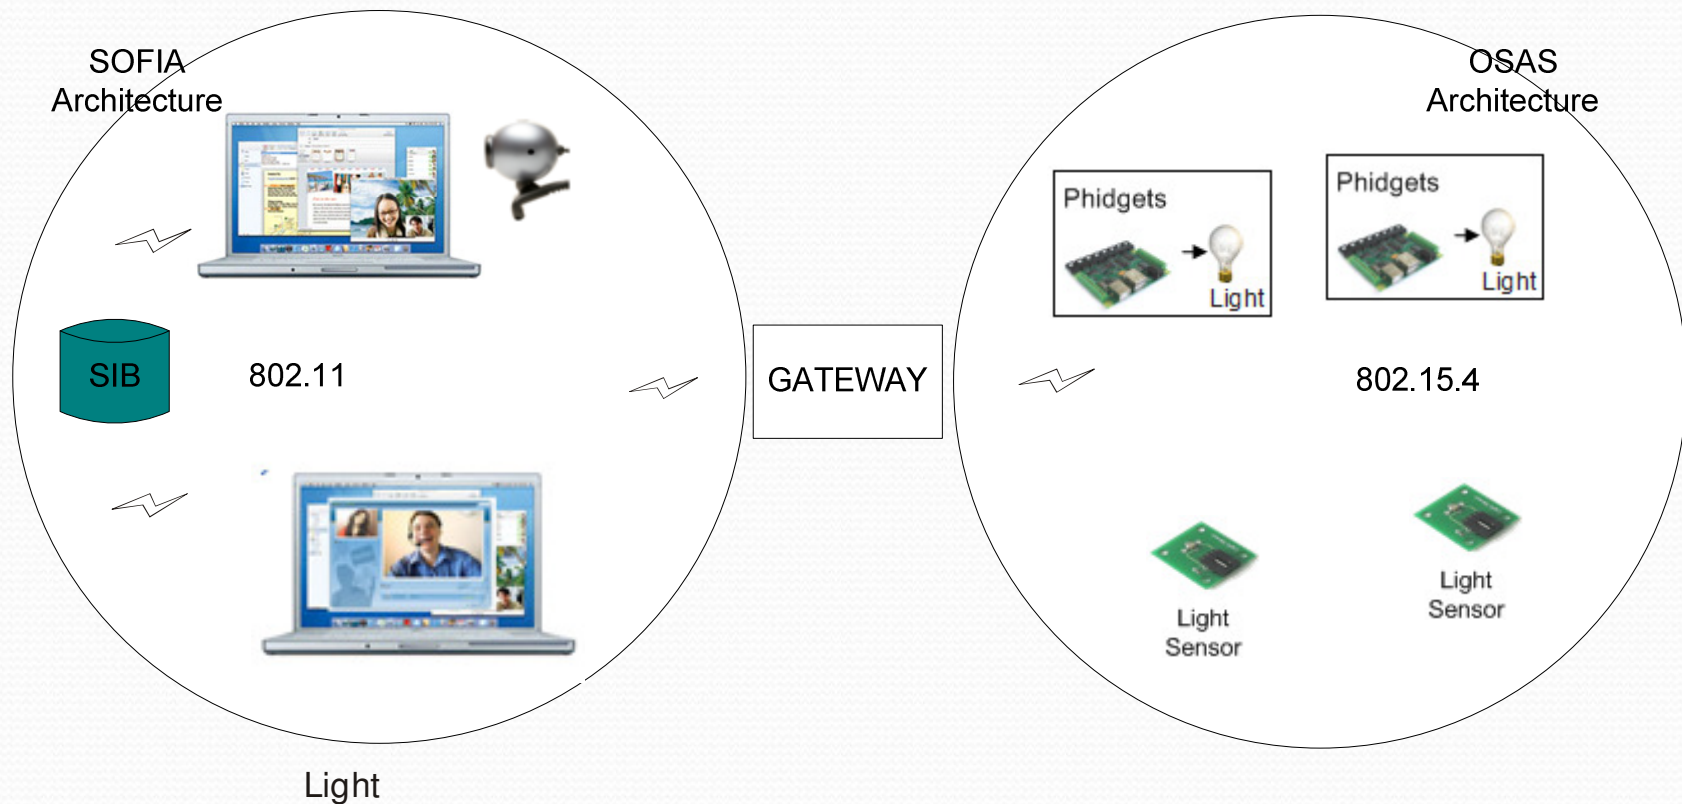 SOFIA
Architecture
SIB
802.11
GATEWAY
OSAS
Architecture
Phidgets
Light
Phidgets
Light
802.15.4
Light
Sensor
Light
Sensor
Light